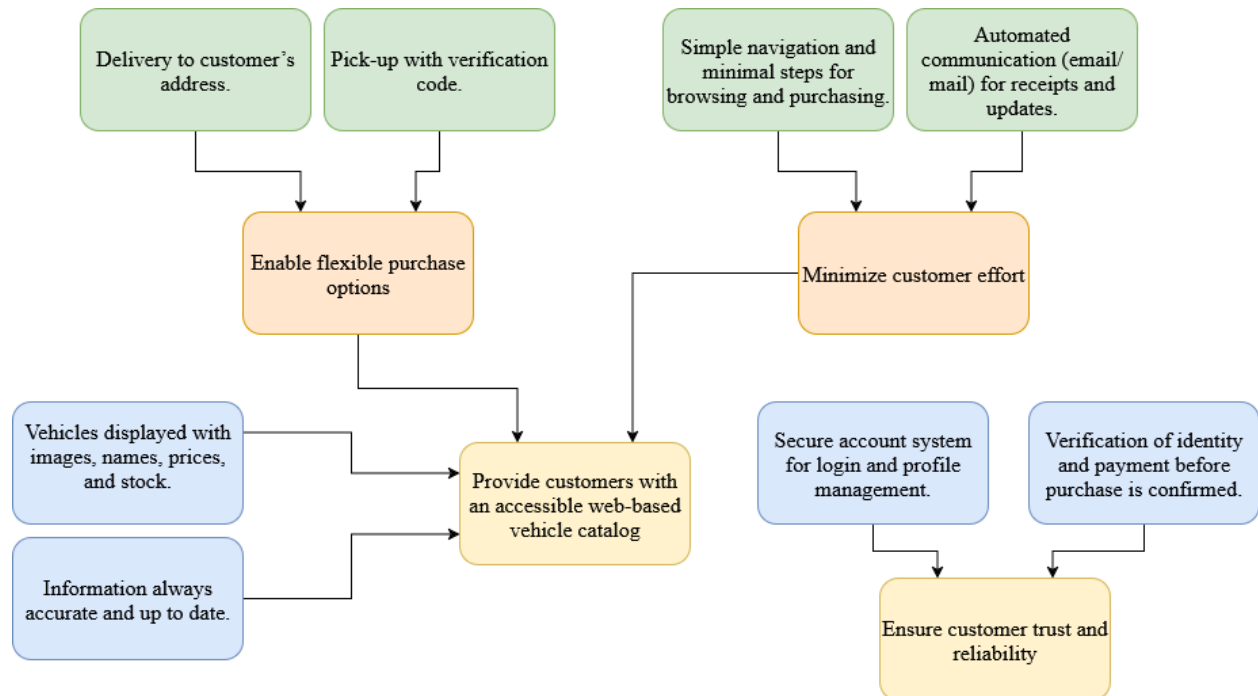 Delivery to customer’s
address.
Pick-up with verification
code.
Simple navigation and
minimal steps for
browsing and purchasing.
Automated
communication (email/
mail) for receipts and
updates.
Enable flexible purchase
options
Minimize customer effort
Vehicles displayed with
images, names, prices,
and stock.
Information always
accurate and up to date.
Provide customers with
an accessible web-based
vehicle catalog
Secure account system
for login and profile
management.
Verification of identity
and payment before
purchase is confirmed.
Ensure customer trust and
reliability